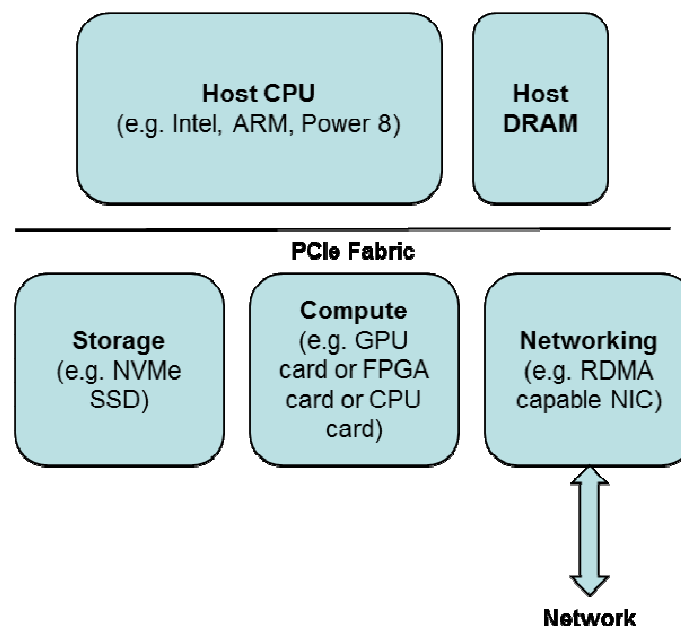 Host CPU
(e.g. Intel, ARM, Power 8)
Host
DRAM
PCIe Fabric
Storage
(e.g. NVMe
SSD)
Compute
(e.g. GPU
card or FPGA
card or CPU
card)
Networking
(e.g. RDMA
capable NIC)
Network